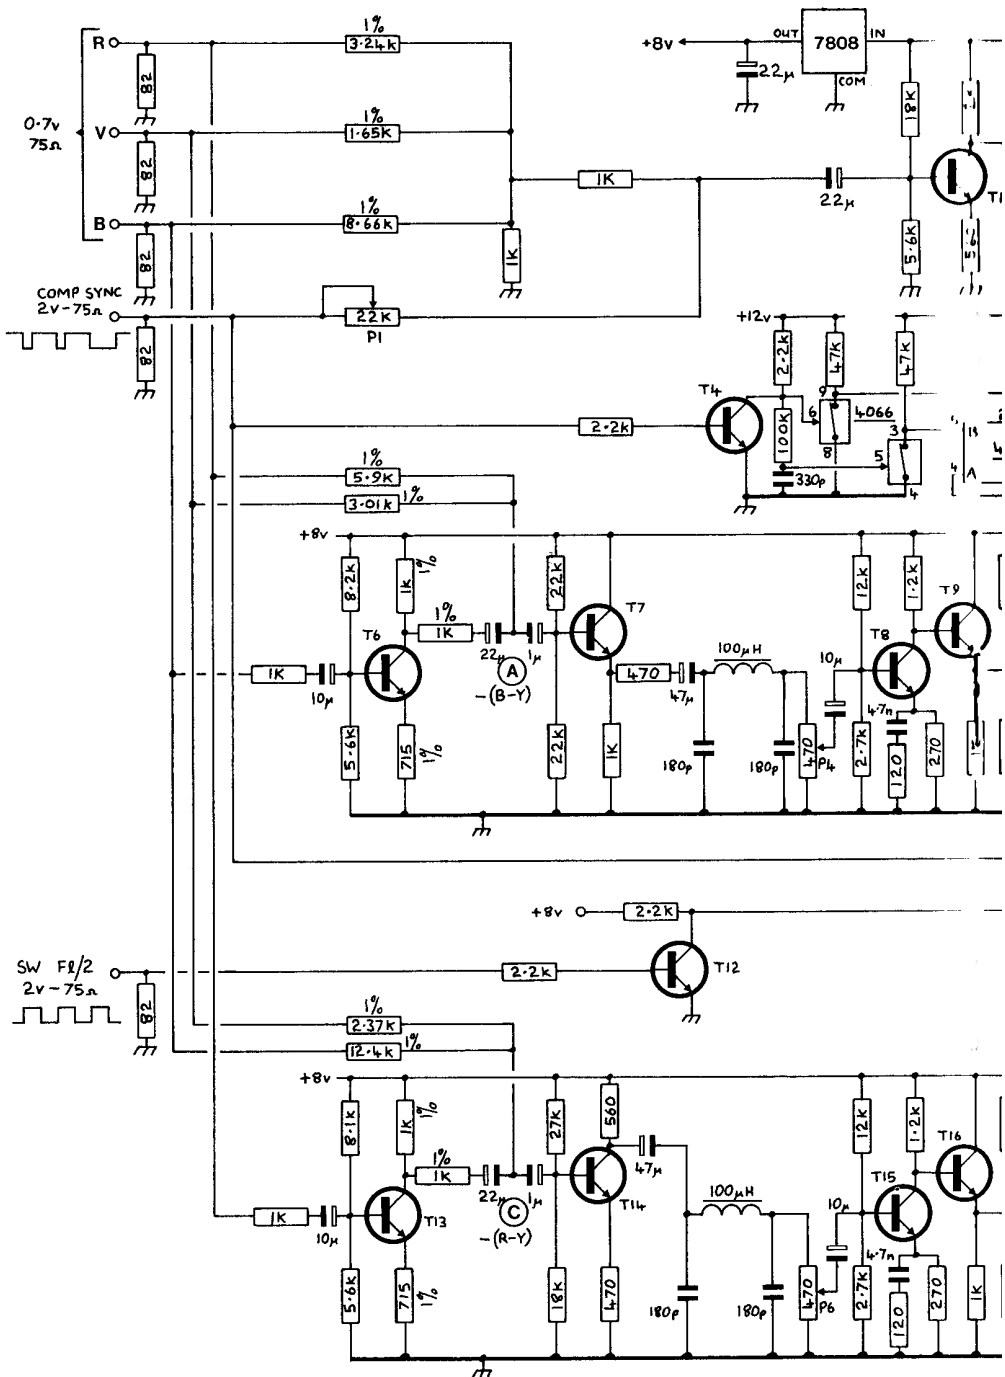 R
1%
3.24k
82
0.7v
75Ω
V
1%
1.65k
82
B
1%
8.66k
82
1K
1K
22μ
COMP SYNC
2v-75Ω
82
22K
P1
+8v
OUT
7808
IN
COM
22μ
18K
5.6K
+12v
2.2k
47K
47K
T4
2.2k
100K
330p
9
6
8
4066
3
5
4
B
A
4
1%
5.9k
3.01k
1%
+8v
8.2k
1K
1%
1%
1K
T6
1K
10μ
5.6K
715
1%
22μ
1μ
A
-(B-Y)
22K
22K
T7
470
47μ
1K
100μH
180p
180p
470
P4
10μ
12K
2.7k
1.2k
T8
4.7n
120
270
T9
+8v
2.2k
T12
SW Fl/2
2v-75Ω
82
2.2k
1%
2.37k
12.4k
1%
+8v
8.1k
1K
1%
1%
1K
1K
10μ
T13
5.6K
715
1%
22μ
1μ
C
-(R-Y)
27K
18K
560
T14
470
47μ
100μH
180p
180p
470
P6
10μ
12K
2.7k
1.2k
T15
4.7n
120
270
T16
1K